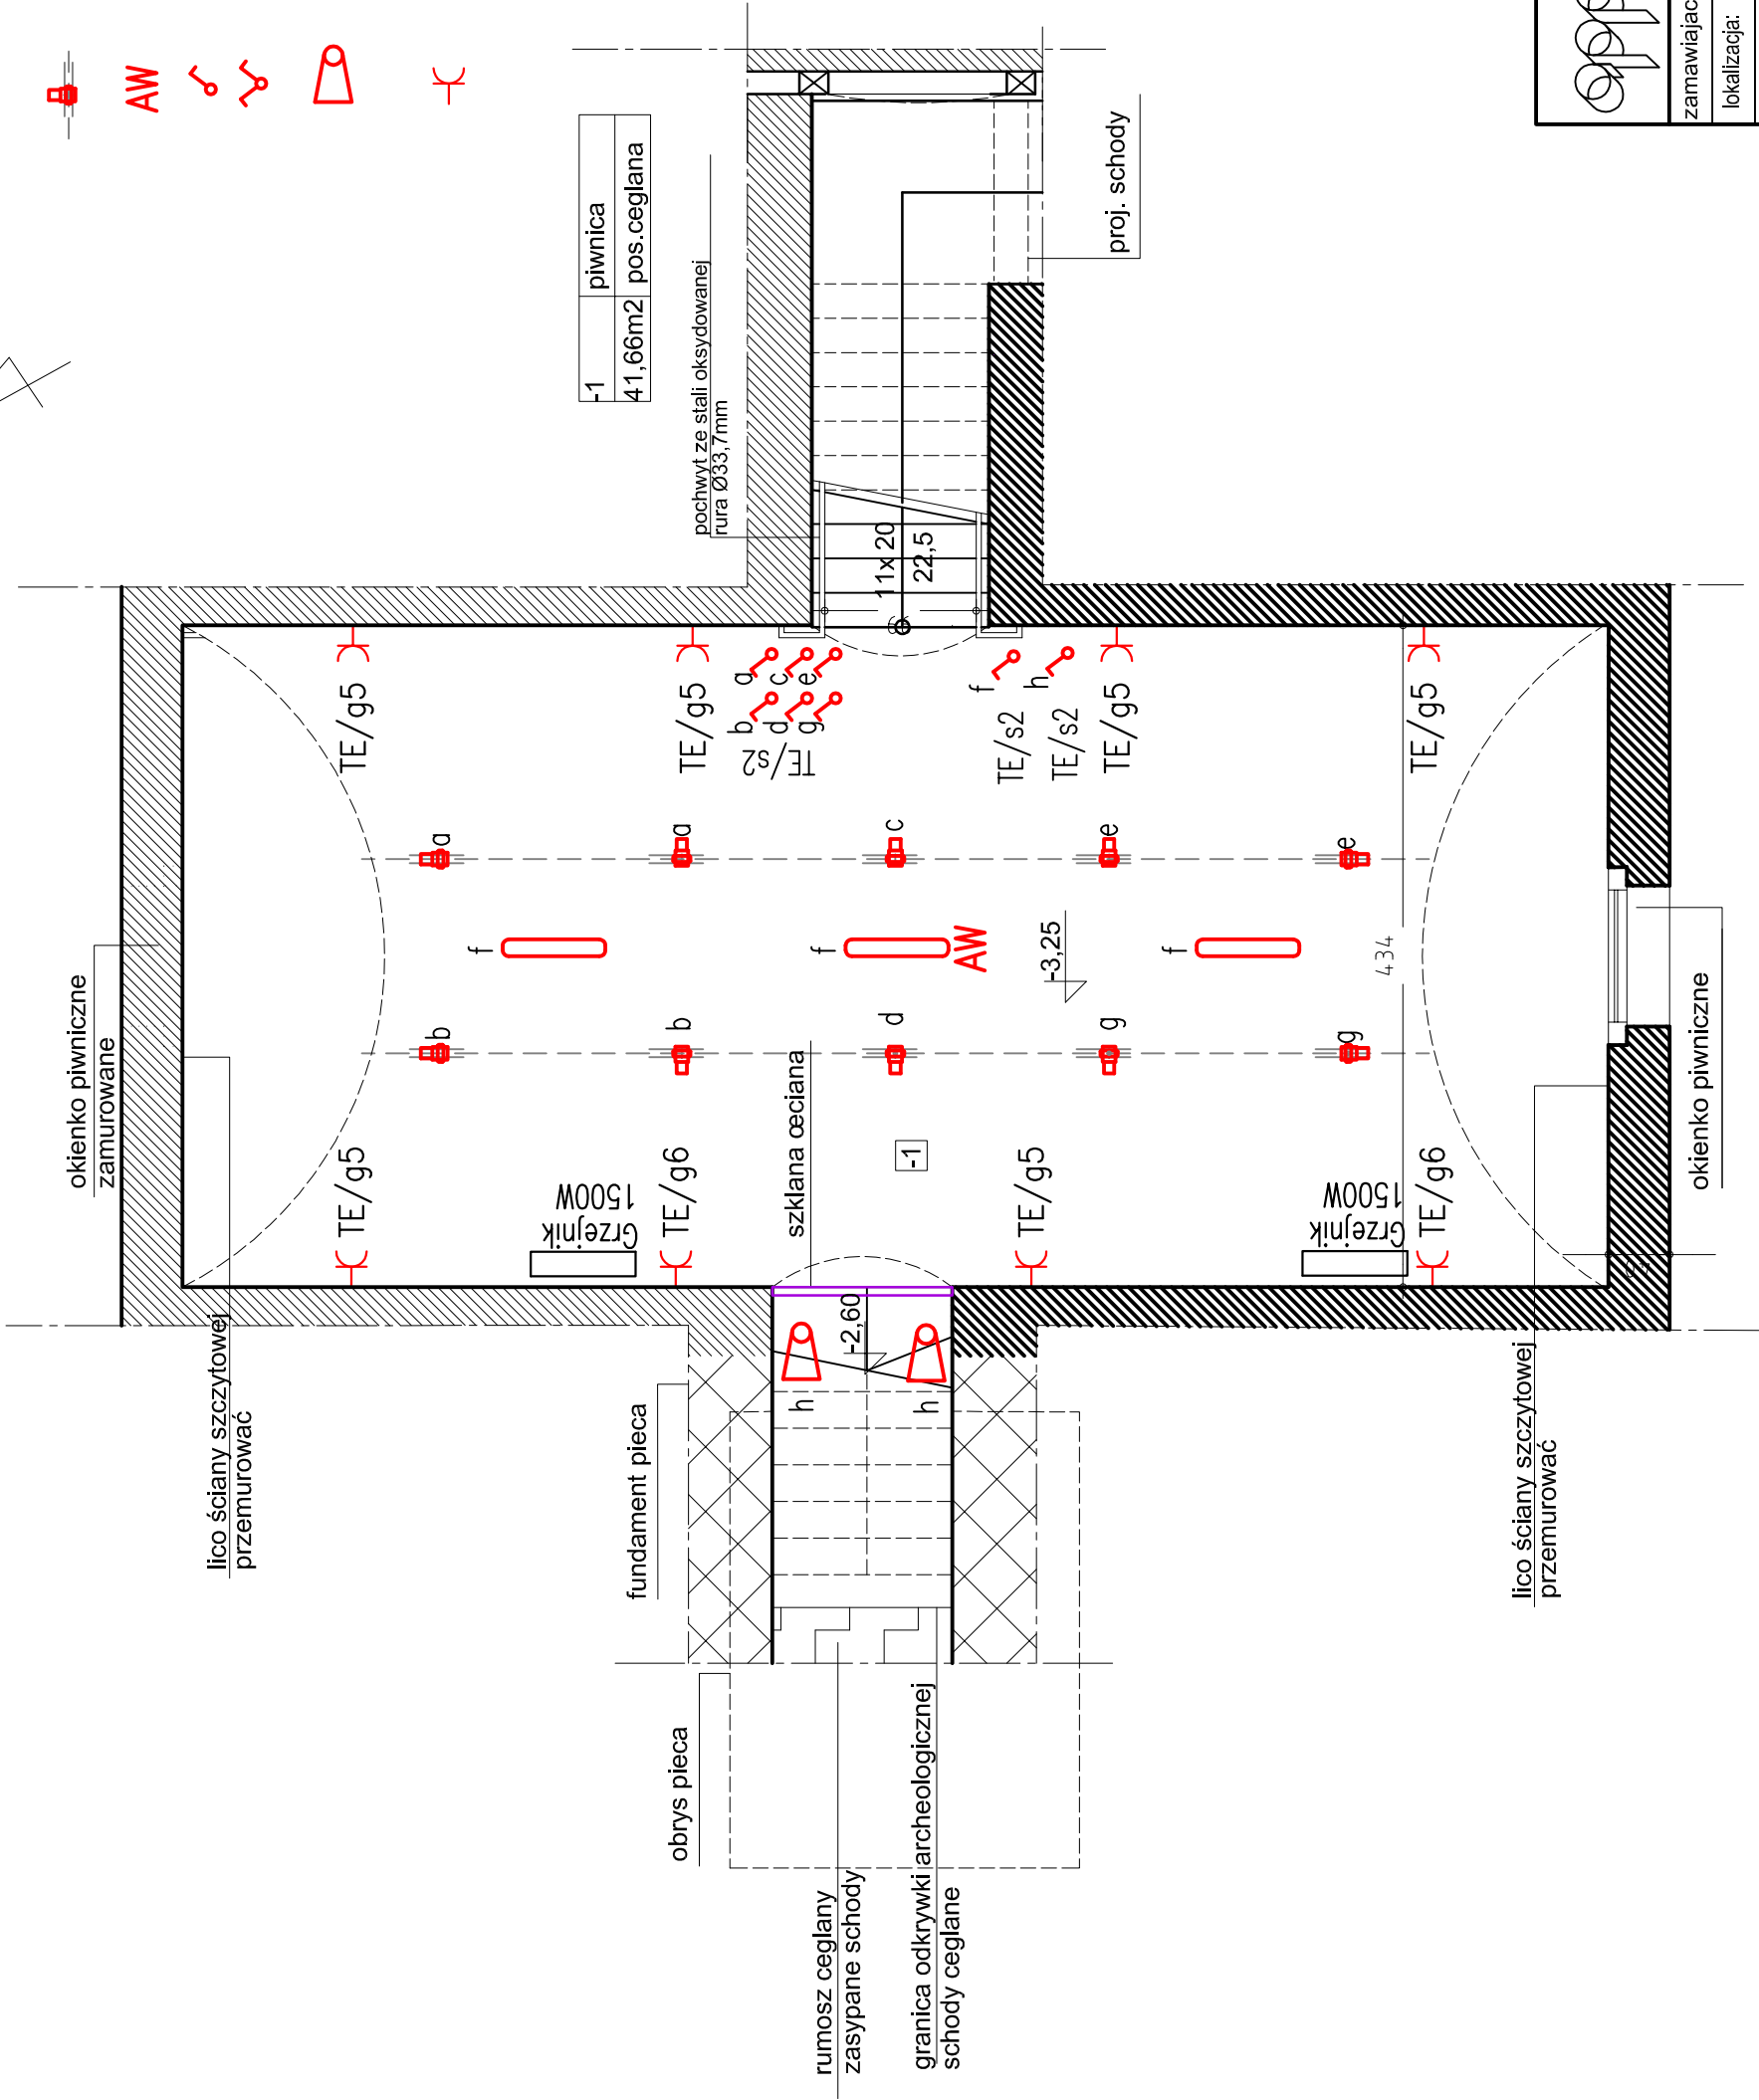 AW
-1 piwnica
41,66m2 pos.ceglana
pochwyt ze stali oksydowanej
rura Ø33,7mm
proj. schody
11x 20
22,5
zamawiając
lokalizacja:
okienko piwniczne
zamurowane
TE/g5
TE/g5
TE/g5
TE/g5
a
c
e
b
d
g
TE/s2
f
h
TE/s2
TE/s2
a
a
c
e
e
f
f
f
AW
-3,25
434
b
b
d
g
g
szklana œciana
-1
TE/g5
TE/g6
TE/g5
TE/g6
Grzejnik
1500W
Grzejnik
1500W
okienko piwniczne
lico ściany szczytowej
przemurować
-2,60
h
h
fundament pieca
lico ściany szczytowej
przemurować
obrys pieca
rumosz ceglany
zasypane schody
granica odkrywki archeologicznej
schody ceglane